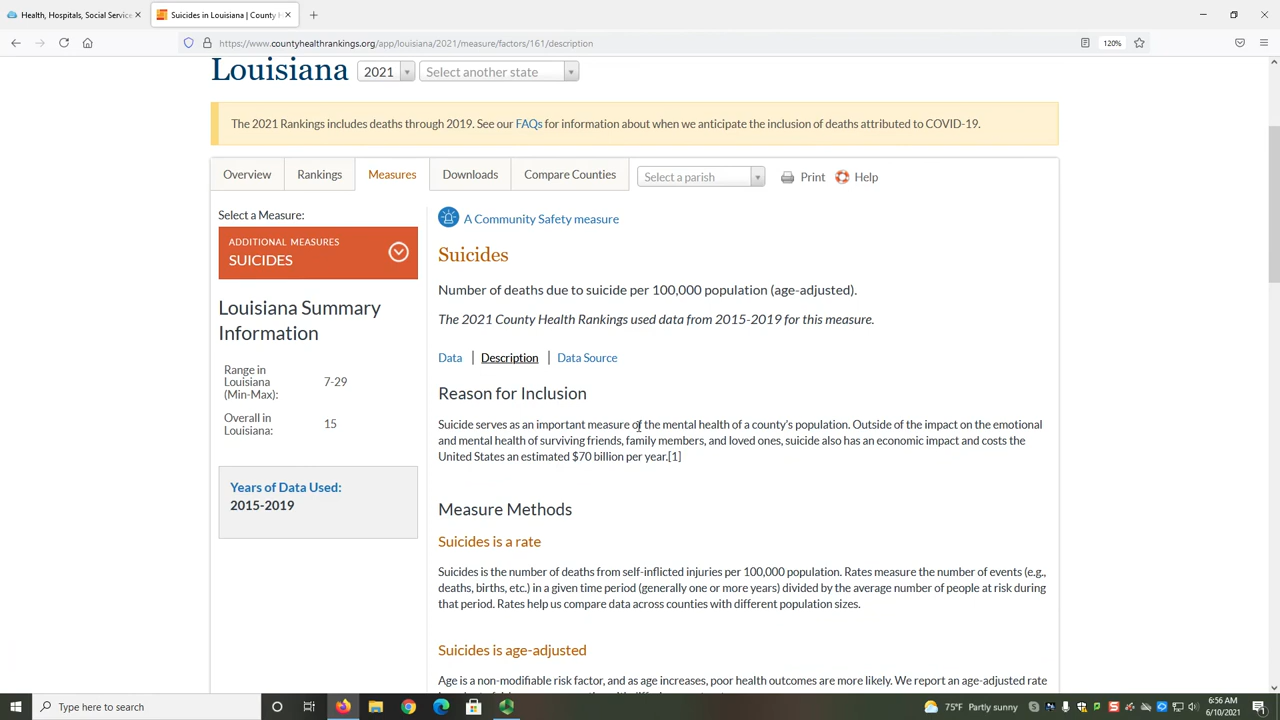 Health, Hospitals, Social Service
Suicides in Louisiana | County H
https://www.countyhealthrankings.org/app/louisiana/2021/measure/factors/161/description
120%
Louisiana
2021
Select another state
The 2021 Rankings includes deaths through 2019. See our FAQs for information about when we anticipate the inclusion of deaths attributed to COVID-19.
Overview
Rankings
Measures
Downloads
Compare Counties
Select a parish
Print
Help
Select a Measure:
ADDITIONAL MEASURES
SUICIDES
Louisiana Summary
Information
Range in
Louisiana
(Min-Max):
7-29
Overall in
Louisiana:
15
Years of Data Used:
2015-2019
A Community Safety measure
Suicides
Number of deaths due to suicide per 100,000 population (age-adjusted).
The 2021 County Health Rankings used data from 2015-2019 for this measure.
Data | Description | Data Source
Reason for Inclusion
Suicide serves as an important measure of the mental health of a county's population. Outside of the impact on the emotional
and mental health of surviving friends, family members, and loved ones, suicide also has an economic impact and costs the
United States an estimated $70 billion per year.[1]
Measure Methods
Suicides is a rate
Suicides is the number of deaths from self-inflicted injuries per 100,000 population. Rates measure the number of events (e.g.,
deaths, births, etc.) in a given time period (generally one or more years) divided by the average number of people at risk during
that period. Rates help us compare data across counties with different population sizes.
Suicides is age-adjusted
Age is a non-modifiable risk factor, and as age increases, poor health outcomes are more likely. We report an age-adjusted rate
Type here to search
75°F Partly sunny
6:56 AM
6/10/2021
1